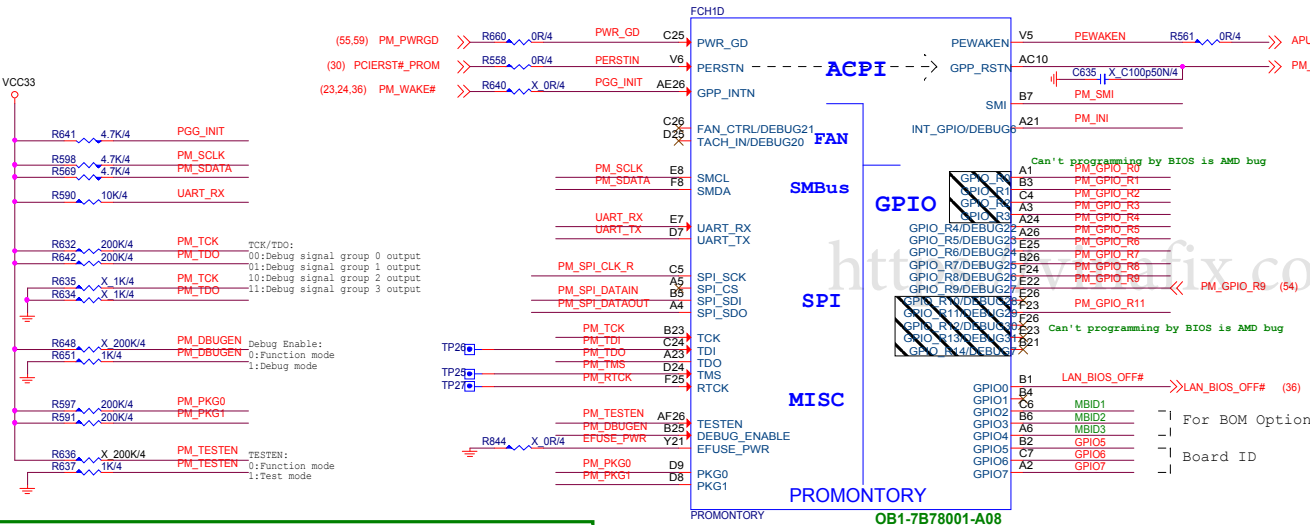 FCH1D
(55,59) PM_PWRGD R660 0R/4 PWR_GD C25 PWR_GD
(30) PCIERST#_PROM R558 0R/4 PERSTIN V6 PERSTN
(23,24,36) PM_WAKE# R640 X_0R/4 PGG_INIT AE26 GPP_INTN
ACPI
PEWAKEN V5 PEWAKEN R561 0R/4 APU
GPP_RSTN AC10 PM_
C635 X_C100p50N/4
SMI B7 PM_SMI
INT_GPIO/DEBUG6 A21 PM_INI
VCC33
R641 4.7K/4 PGG_INIT
R598 4.7K/4 PM_SCLK
R569 4.7K/4 PM_SDATA
R590 10K/4 UART_RX
R632 200K/4 PM_TCK
R642 200K/4 PM_TDO
R635 X_1K/4 PM_TCK
R634 X_1K/4 PM_TDO
TCK/TDO:
00:Debug signal group 0 output
01:Debug signal group 1 output
10:Debug signal group 2 output
11:Debug signal group 3 output
R648 X_200K/4 PM_DBUGEN
R651 1K/4 PM_DBUGEN
Debug Enable:
0:Function mode
1:Debug mode
R597 200K/4 PM_PKG0
R591 200K/4 PM_PKG1
R636 X_200K/4 PM_TESTEN
R637 1K/4 PM_TESTEN
TESTEN:
0:Function mode
1:Test mode
C26 FAN_CTRL/DEBUG21
D25 TACH_IN/DEBUG20
FAN
PM_SCLK E8 SMCL
PM_SDATA F8 SMDA
SMBus
UART_RX E7 UART_RX
UART_TX D7 UART_TX
PM_SPI_CLK_R C5 SPI_SCK
A5 SPI_CS
PM_SPI_DATAIN B5 SPI_SDI
PM_SPI_DATAOUT A4 SPI_SDO
SPI
PM_TCK B23 TCK
TP26 PM_TDI C24 TDI
PM_TDO A23 TDO
TP25 PM_TMS D24 TMS
TP27 PM_RTCK F25 RTCK
MISC
PM_TESTEN AF26 TESTEN
PM_DBUGEN B25 DEBUG_ENABLE
R844 X_0R/4 EFUSE_PWR Y21 EFUSE_PWR
PM_PKG0 D9 PKG0
PM_PKG1 D8 PKG1
Can't programming by BIOS is AMD bug
GPIO
GPIO_R0 A1 PM_GPIO_R0
GPIO_R1 B3 PM_GPIO_R1
GPIO_R2 C4 PM_GPIO_R2
GPIO_R3 A3 PM_GPIO_R3
GPIO_R4/DEBUG22 A24 PM_GPIO_R4
GPIO_R5/DEBUG23 A26 PM_GPIO_R5
GPIO_R6/DEBUG24 E25 PM_GPIO_R6
GPIO_R7/DEBUG25 B26 PM_GPIO_R7
GPIO_R8/DEBUG26 F24 PM_GPIO_R8
GPIO_R9/DEBUG27 E22 PM_GPIO_R9 PM_GPIO_R9 (54)
GPIO_R10/DEBUG28 E26
GPIO_R11/DEBUG29 F23 PM_GPIO_R11
GPIO_R12/DEBUG30 F26
GPIO_R13/DEBUG31 E23
GPIO_R14/DEBUG7 B21
Can't programming by BIOS is AMD bug
GPIO0 B1 LAN_BIOS_OFF# LAN_BIOS_OFF# (36)
GPIO1 B4
GPIO2 C6 MBID1
GPIO3 B6 MBID2
GPIO4 A6 MBID3
GPIO5 B2 GPIO5
GPIO6 C7 GPIO6
GPIO7 A2 GPIO7
For BOM Option
Board ID
PROMONTORY
PROMONTORY
OB1-7B78001-A08